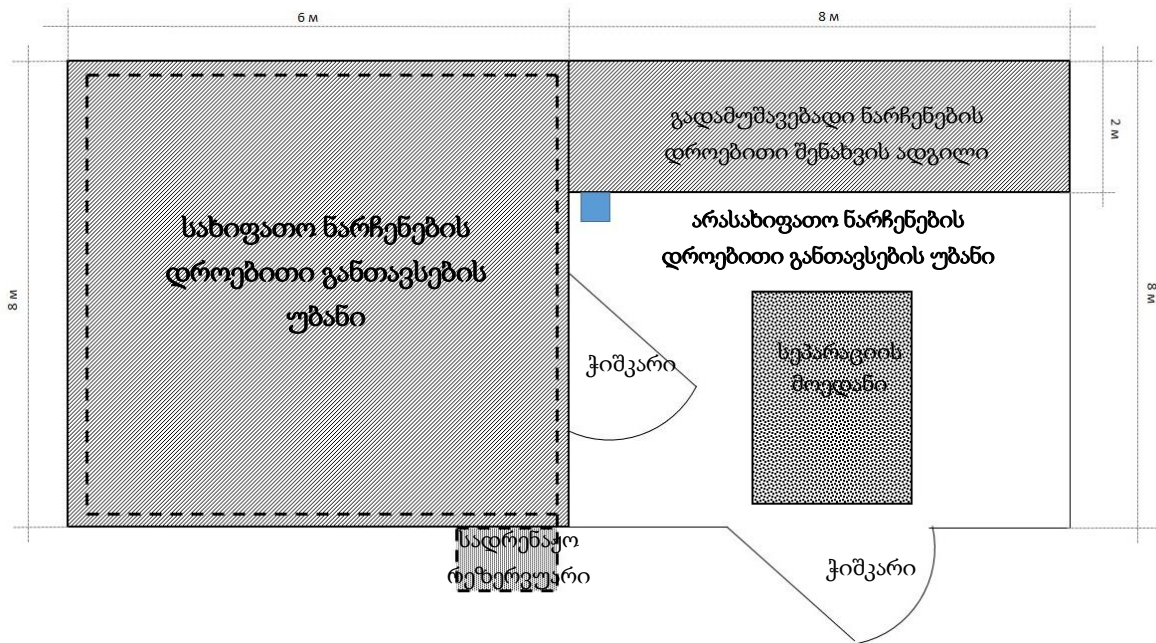 6 м
8 м
გადამუშავებადი ნარჩენების
დროებითი შენახვის ადგილი
2 м
სახიფათო ნარჩენების
დროებითი განთავსების
უბანი
არასახიფათო ნარჩენების
დროებითი განთავსების უბანი
8 м
8 м
ჭიშკარი
სეპარაციის
მოედანი
სადრენაჟო
რეზერვუარი
ჭიშკარი